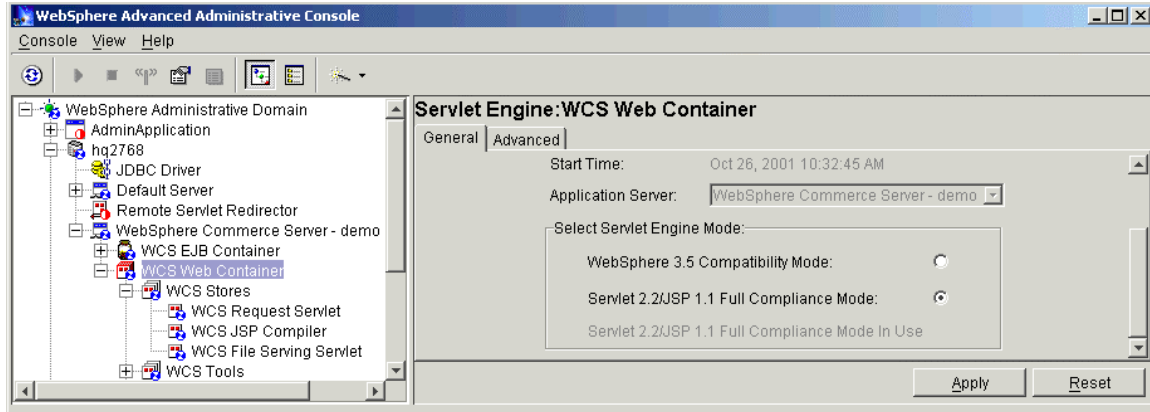 WebSphere Advanced Administrative Console
Console View Help
WebSphere Administrative Domain
AdminApplication
hq2768
JDBC Driver
Default Server
Remote Servlet Redirector
WebSphere Commerce Server - demo
WCS EJB Container
WCS Web Container
WCS Stores
WCS Request Servlet
WCS JSP Compiler
WCS File Serving Servlet
WCS Tools
Servlet Engine:WCS Web Container
General Advanced
Start Time: Oct 26, 2001 10:32:45 AM
Application Server: WebSphere Commerce Server - demo
Select Servlet Engine Mode:
WebSphere 3.5 Compatibility Mode:
Servlet 2.2/JSP 1.1 Full Compliance Mode:
Servlet 2.2/JSP 1.1 Full Compliance Mode In Use
Apply Reset